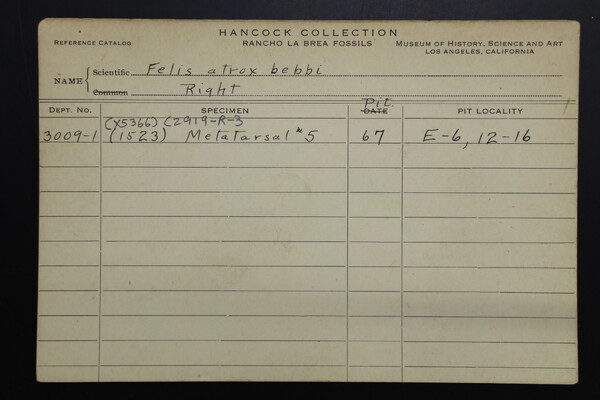 HANCOCK COLLECTION
REFERENCE CATALOG RANCHO LA BREA FOSSILS MUSEUM OF HISTORY, SCIENCE AND ART
LOS ANGELES, CALIFORNIA
NAME Scientific Felis atrox bebbi
Common Right
DEPT. NO. SPECIMEN Pit. DATE PIT LOCALITY 1
(X5366) (2919-R-3
3009-1 (1523) Metatarsal #5 67 E-6, 12-16